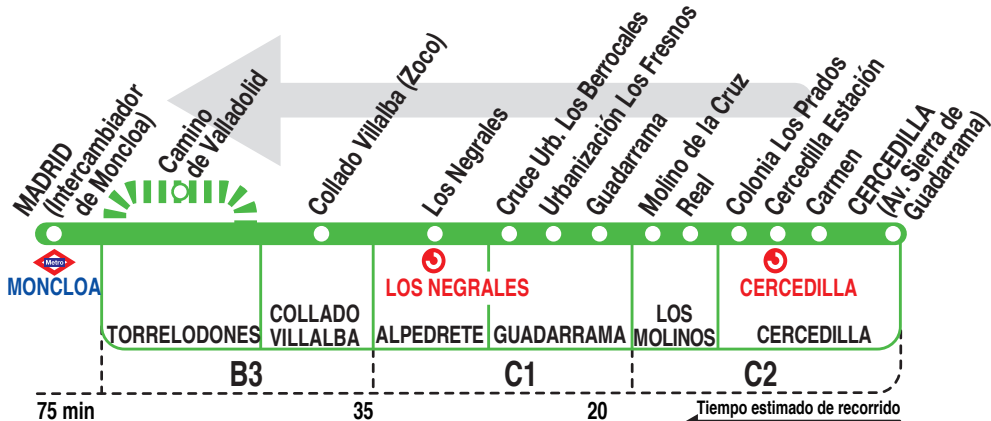 MADRID
(Intercambiador
de Moncloa)
Camino
de Valladolid
Collado Villalba (Zoco)
Los Negrales
Cruce Urb. Los Berrocales
Urbanización Los Fresnos
Guadarrama
Molino de la Cruz
Real
Colonia Los Prados
Cercedilla Estación
Carmen
CERCEDILLA
(Av. Sierra de
Guadarrama)
Metro
MONCLOA
LOS NEGRALES
CERCEDILLA
TORRELODONES
COLLADO
VILLALBA
ALPEDRETE
GUADARRAMA
LOS
MOLINOS
CERCEDILLA
B3
C1
C2
75 min
35
20
Tiempo estimado de recorrido